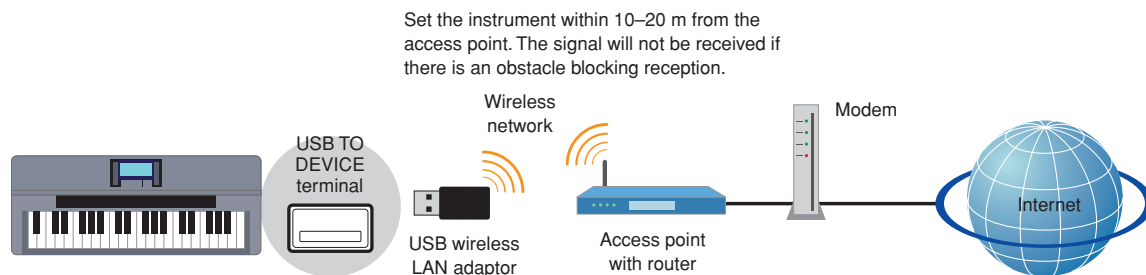 Set the instrument within 10–20 m from the
access point. The signal will not be received if
there is an obstacle blocking reception.
Wireless
network
Modem
USB TO
DEVICE
terminal
Internet
USB wireless
LAN adaptor
Access point
with router